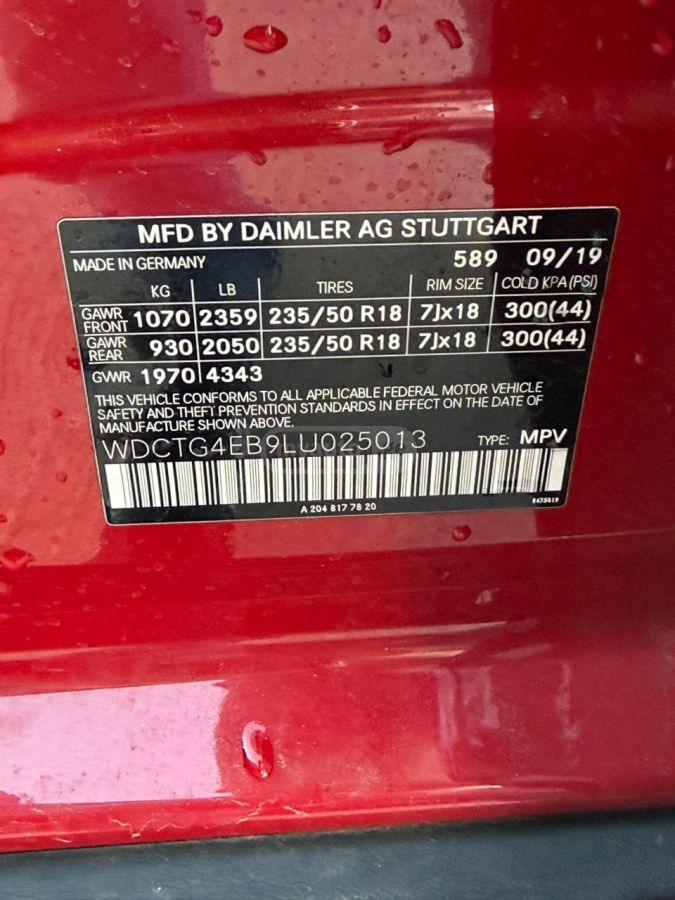 MFD BY DAIMLER AG STUTTGART
MADE IN GERMANY 589 09/19
KG LB TIRES RIM SIZE COLD KPA(PSI)
GAWR FRONT 1070 2359 235/50 R18 7Jx18 300(44)
GAWR REAR 930 2050 235/50 R18 7Jx18 300(44)
GVWR 1970 4343
THIS VEHICLE CONFORMS TO ALL APPLICABLE FEDERAL MOTOR VEHICLE
SAFETY AND THEFT PREVENTION STANDARDS IN EFFECT ON THE DATE OF
MANUFACTURE SHOWN ABOVE.
WDCTG4EB9LU025013 TYPE: MPV
A 204 817 78 20